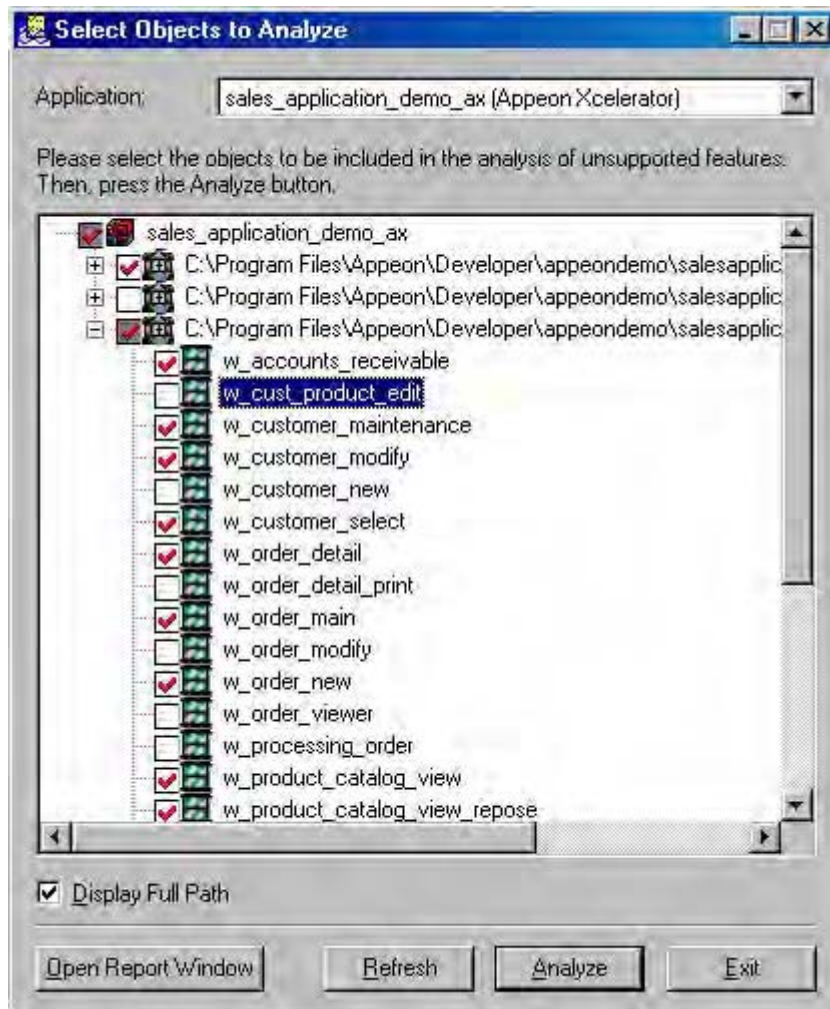 Select Objects to Analyze
Application: sales_application_demo_ax (Appeon Xcelerator)
Please select the objects to be included in the analysis of unsupported features.
Then, press the Analyze button.
sales_application_demo_ax
C:\Program Files\Appeon\Developer\appeondemo\salesapplic
C:\Program Files\Appeon\Developer\appeondemo\salesapplic
C:\Program Files\Appeon\Developer\appeondemo\salesapplic
w_accounts_receivable
w_cust_product_edit
w_customer_maintenance
w_customer_modify
w_customer_new
w_customer_select
w_order_detail
w_order_detail_print
w_order_main
w_order_modify
w_order_new
w_order_viewer
w_processing_order
w_product_catalog_view
w_product_catalog_view_repose
Display Full Path
Open Report Window Refresh Analyze Exit